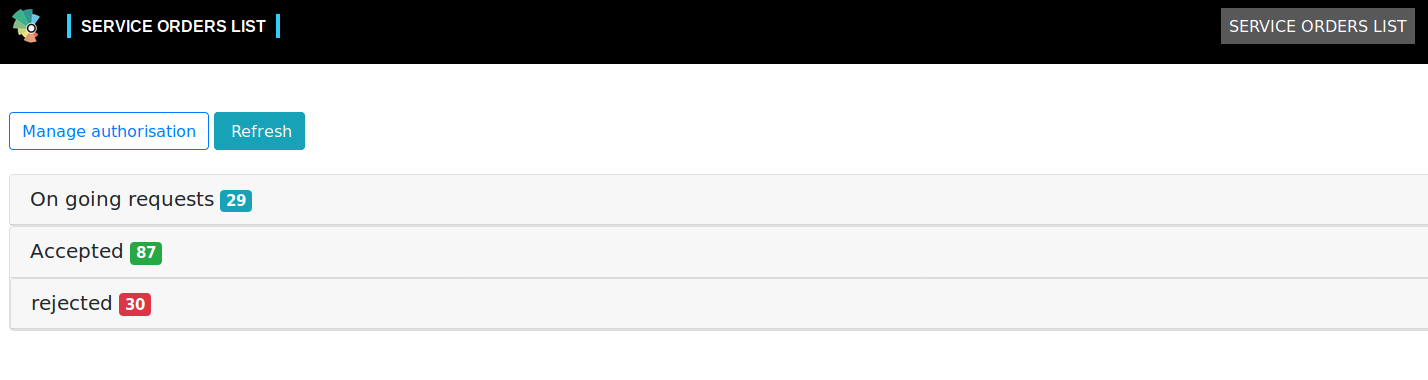 SERVICE ORDERS LIST SERVICE ORDERS LIST
Manage authorisation Refresh
On going requests 29
Accepted 87
rejected 30